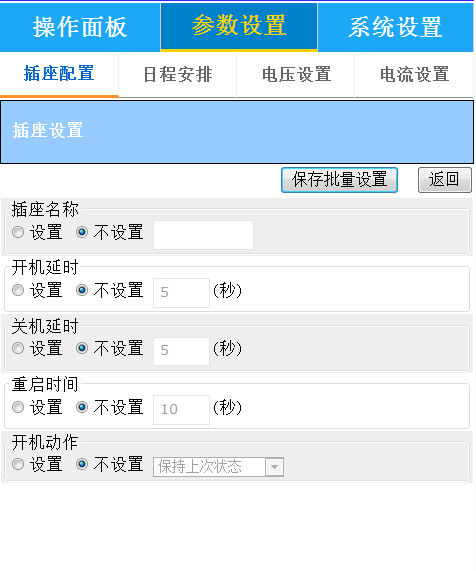 操作面板 参数设置 系统设置
插座配置 日程安排 电压设置 电流设置
插座设置
保存批量设置 返回
插座名称
设置 不设置
开机延时
设置 不设置 5 (秒)
关机延时
设置 不设置 5 (秒)
重启时间
设置 不设置 10 (秒)
开机动作
设置 不设置 保持上次状态